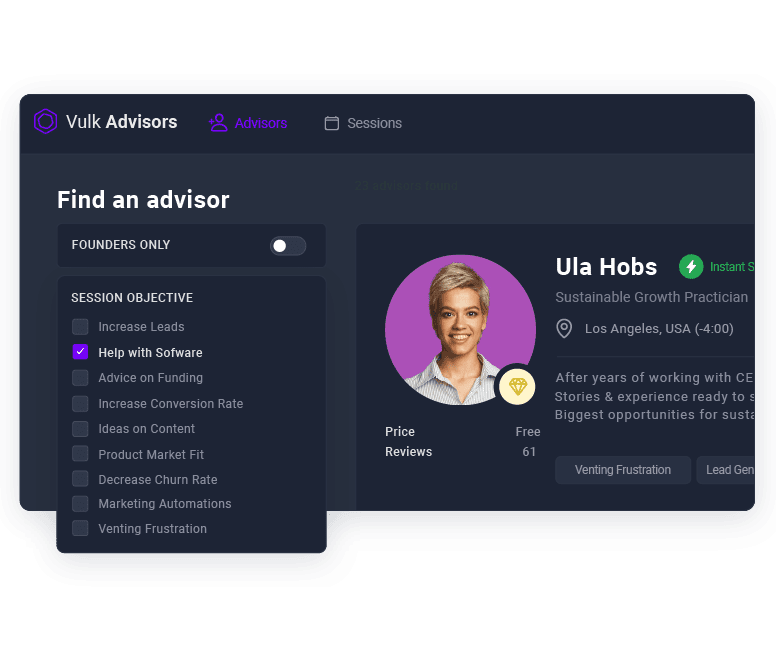 Vulk Advisors
Advisors
Sessions
Find an advisor
FOUNDERS ONLY
SESSION OBJECTIVE
Increase Leads
Help with Sofware
Advice on Funding
Increase Conversion Rate
Ideas on Content
Product Market Fit
Decrease Churn Rate
Marketing Automations
Venting Frustration
23 advisors found
Ula Hobs
Instant S
Sustainable Growth Practician
Los Angeles, USA (-4:00)
After years of working with CE
Stories & experience ready to s
Biggest opportunities for susta
Price Free
Reviews 61
Venting Frustration
Lead Gen